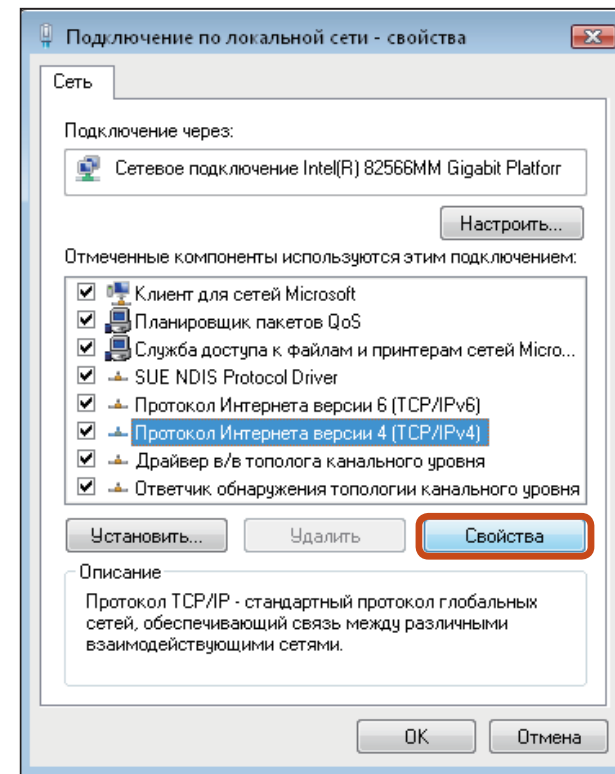 Подключение по локальной сети - свойства
Сеть
Подключение через:
Сетевое подключение Intel(R) 82566MM Gigabit Platforr
Настроить...
Отмеченные компоненты используются этим подключением:
Клиент для сетей Microsoft
Планировщик пакетов QoS
Служба доступа к файлам и принтерам сетей Micro...
SUE NDIS Protocol Driver
Протокол Интернета версии 6 (TCP/IPv6)
Протокол Интернета версии 4 (TCP/IPv4)
Драйвер в/в тополога канального уровня
Ответчик обнаружения топологии канального уровня
Установить...
Удалить
Свойства
Описание
Протокол TCP/IP - стандартный протокол глобальных
сетей, обеспечивающий связь между различными
взаимодействующими сетями.
OK
Отмена